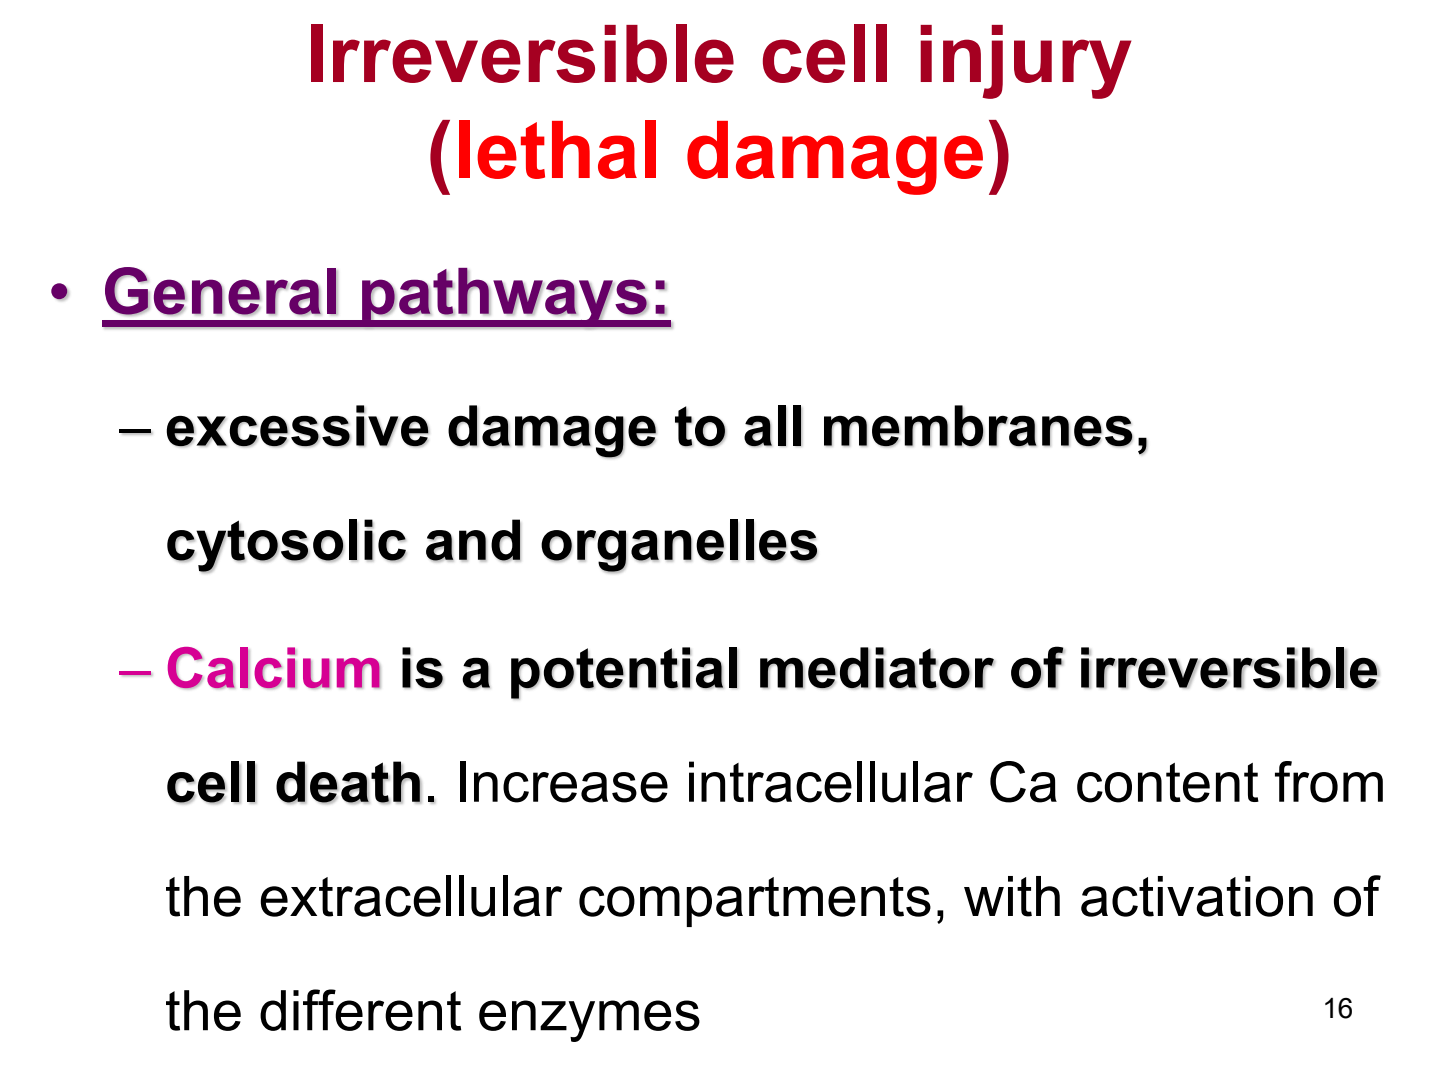 Irreversible cell injury
(lethal damage)
• General pathways:
– excessive damage to all membranes,
cytosolic and organelles
– Calcium is a potential mediator of irreversible
cell death. Increase intracellular Ca content from
the extracellular compartments, with activation of
the different enzymes
16